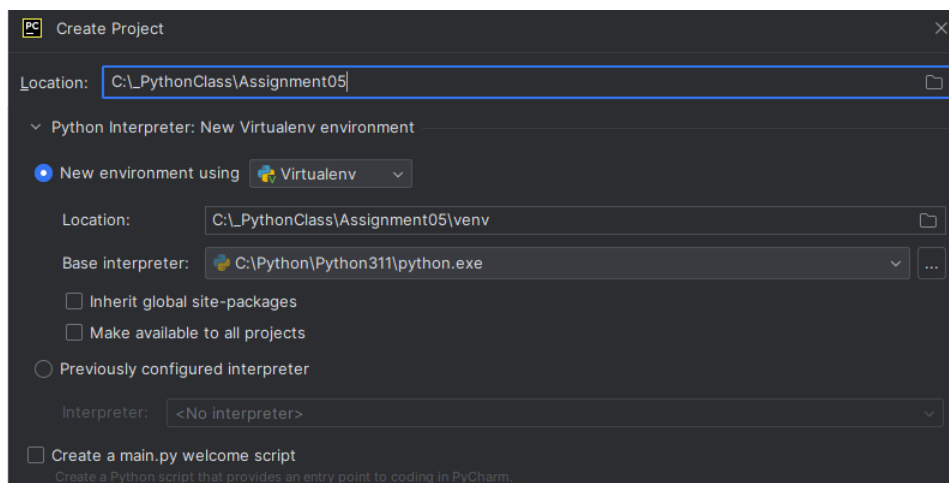 PC Create Project
Location: C:\_PythonClass\Assignment05
Python Interpreter: New Virtualenv environment
New environment using Virtualenv
Location: C:\_PythonClass\Assignment05\venv
Base interpreter: C:\Python\Python311\python.exe ...
Inherit global site-packages
Make available to all projects
Previously configured interpreter
Interpreter: <No interpreter>
Create a main.py welcome script
Create a Python script that provides an entry point to coding in PyCharm.